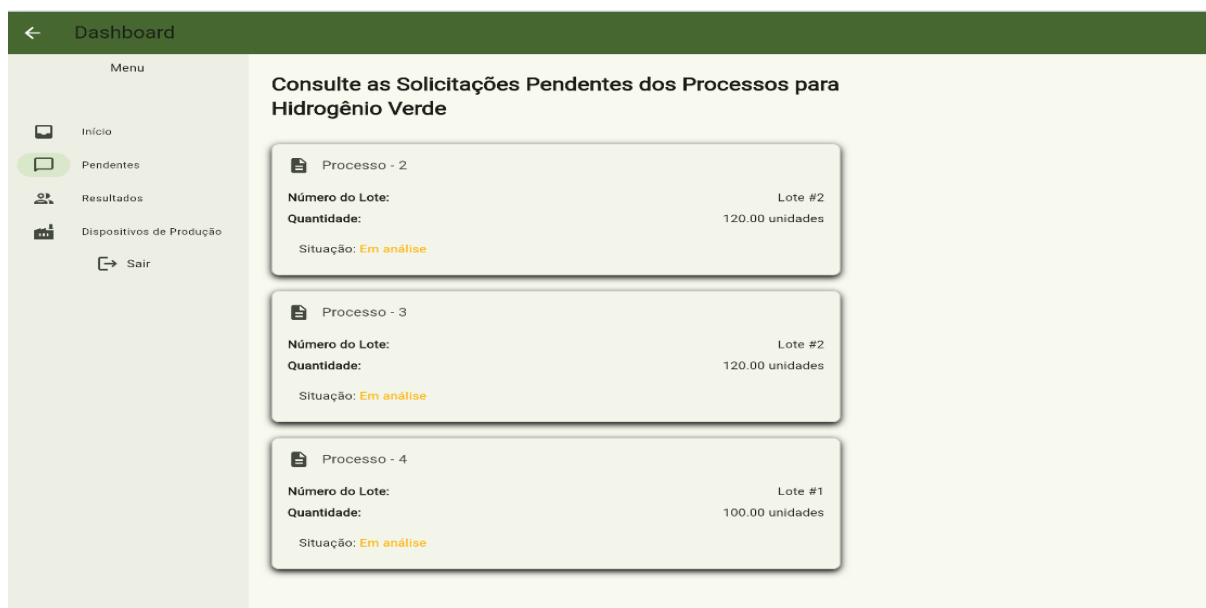 Dashboard
Menu
Início
Pendentes
Resultados
Dispositivos de Produção
Sair
Consulte as Solicitações Pendentes dos Processos para
Hidrogênio Verde
Processo - 2
Número do Lote: Lote #2
Quantidade: 120.00 unidades
Situação: Em análise
Processo - 3
Número do Lote: Lote #2
Quantidade: 120.00 unidades
Situação: Em análise
Processo - 4
Número do Lote: Lote #1
Quantidade: 100.00 unidades
Situação: Em análise